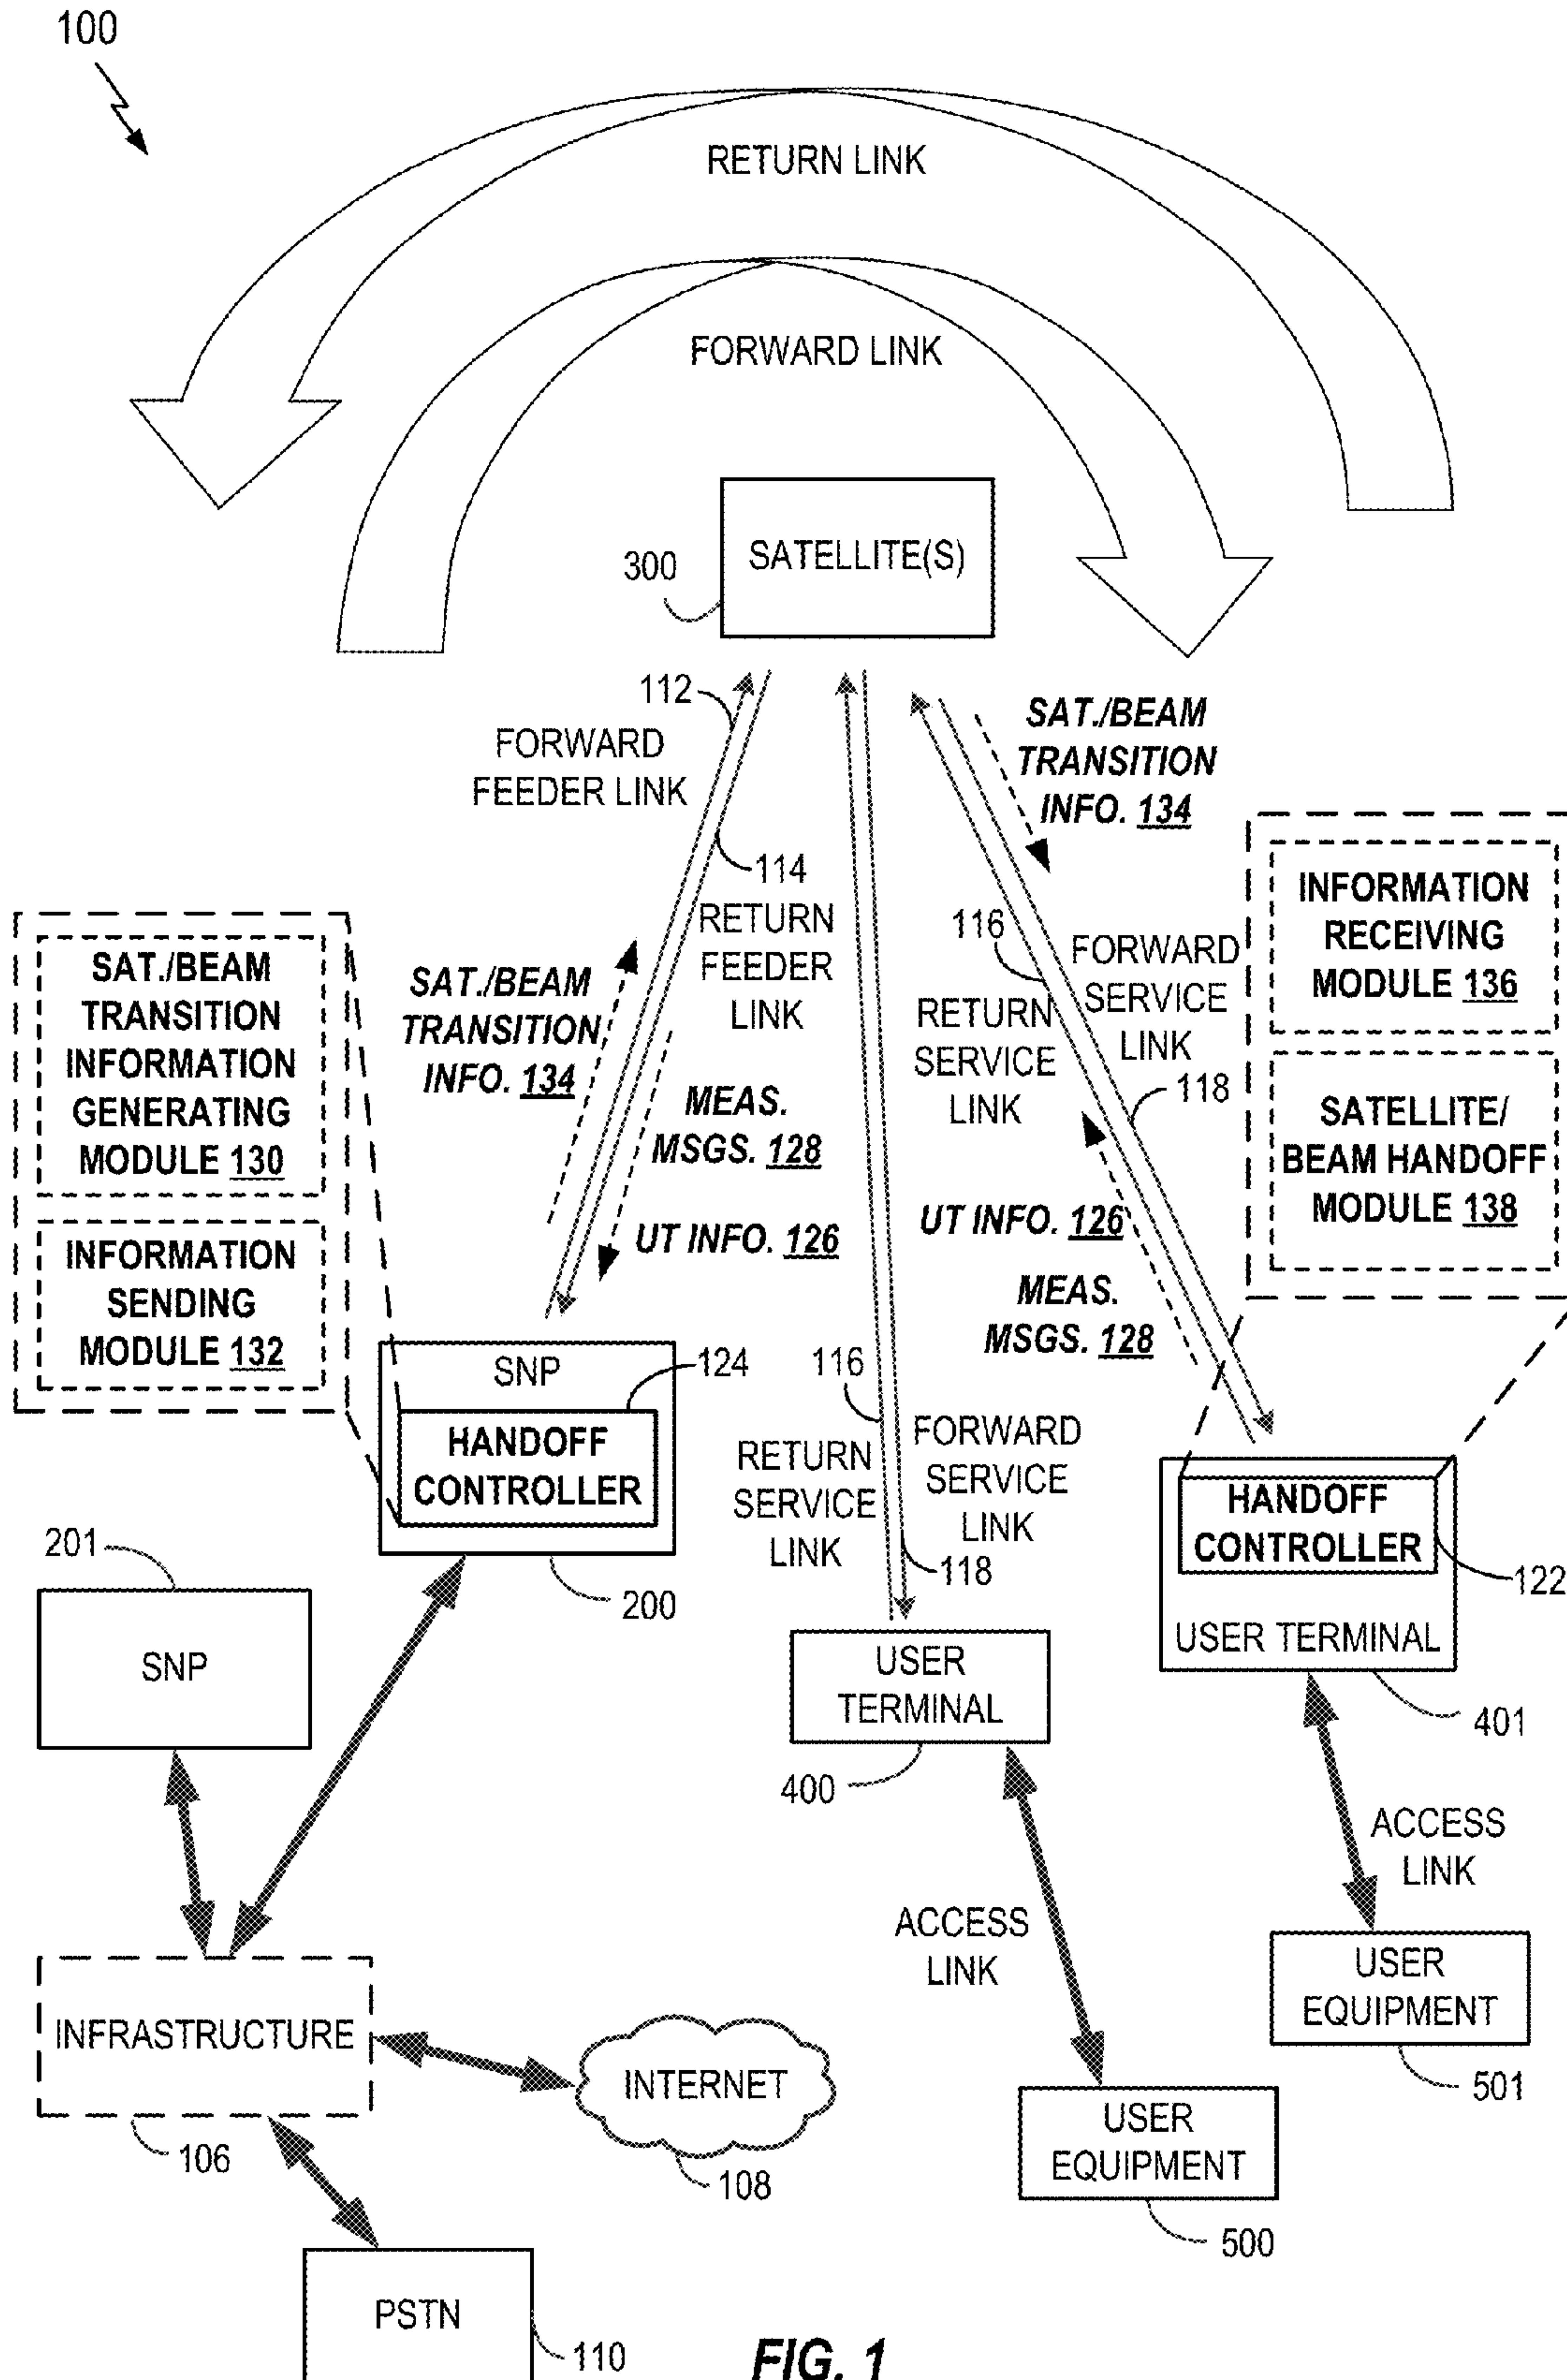 100
RETURN LINK
FORWARD LINK
SATELLITE(S)
300
112
FORWARD
FEEDER LINK
114
RETURN
FEEDER
LINK
SAT./BEAM
TRANSITION
INFO. 134
116
FORWARD
SERVICE
LINK
118
RETURN
SERVICE
LINK
INFORMATION
RECEIVING
MODULE 136
SATELLITE/
BEAM HANDOFF
MODULE 138
SAT./BEAM
TRANSITION
INFORMATION
GENERATING
MODULE 130
INFORMATION
SENDING
MODULE 132
SAT./BEAM
TRANSITION
INFO. 134
MEAS.
MSGS. 128
UT INFO. 126
UT INFO. 126
MEAS.
MSGS. 128
SNP
124
HANDOFF
CONTROLLER
200
116
RETURN
SERVICE
LINK
FORWARD
SERVICE
LINK
118
HANDOFF
CONTROLLER
122
USER TERMINAL
401
201
SNP
USER
TERMINAL
400
ACCESS
LINK
ACCESS
LINK
USER
EQUIPMENT
501
USER
EQUIPMENT
500
INFRASTRUCTURE
106
INTERNET
108
PSTN
110
FIG. 1